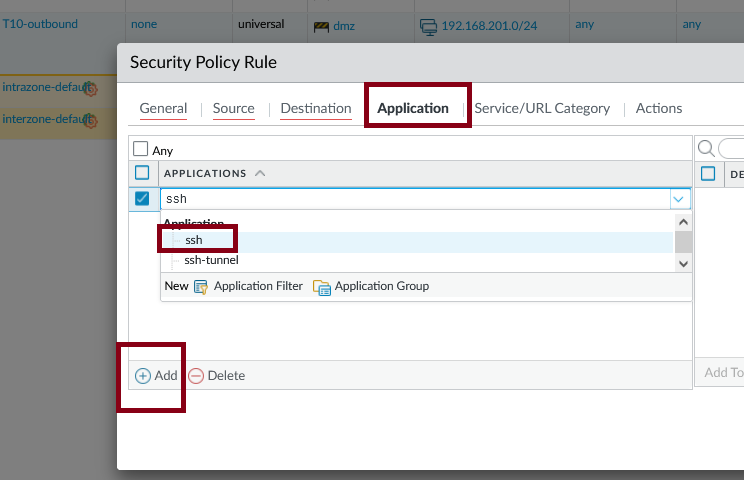 T10-outbound none universal dmz 192.168.201.0/24 any any
Security Policy Rule
intrazone-default
General Source Destination Application Service/URL Category Actions
interzone-default
Any
APPLICATIONS DE
ssh
Application
ssh
ssh-tunnel
New Application Filter Application Group
Add Delete Add To